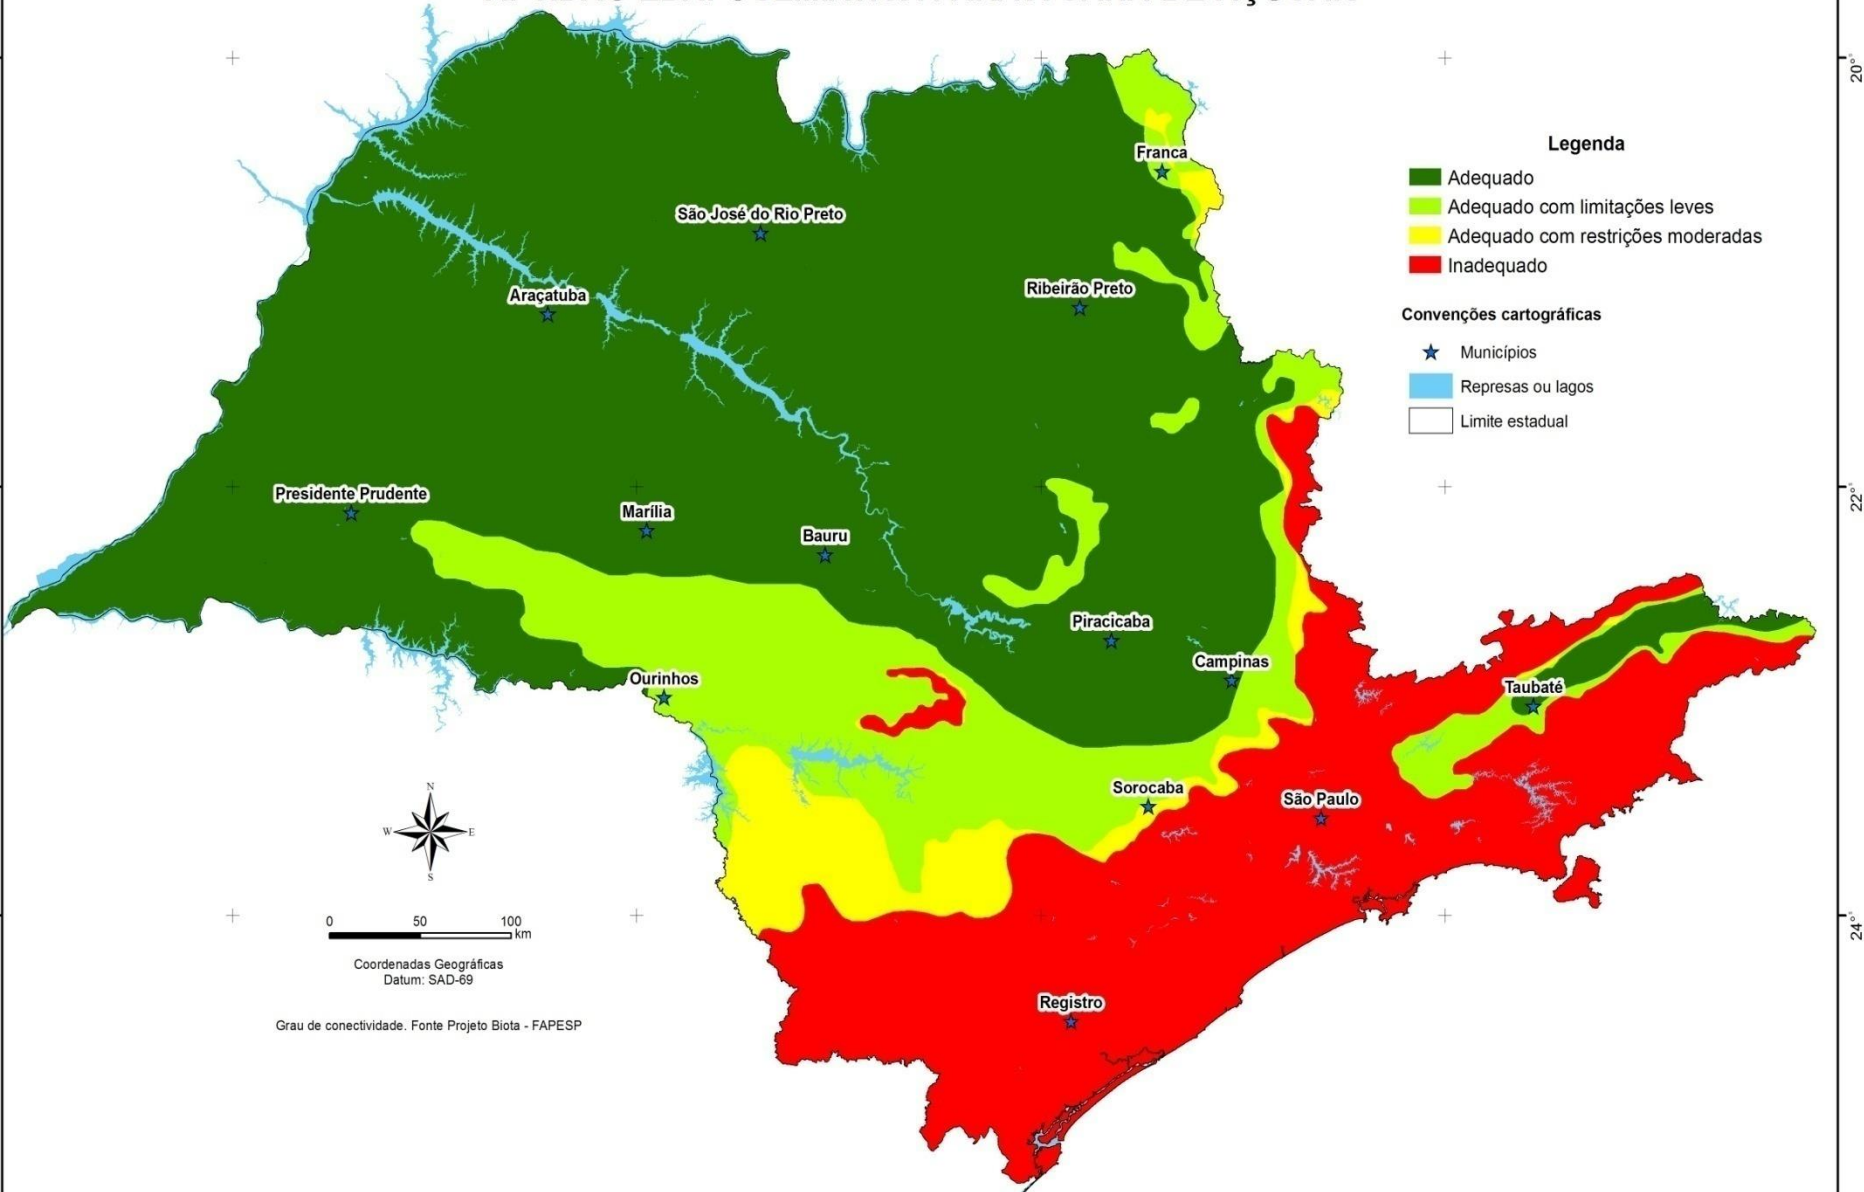 20°
Franca
Legenda
Adequado
São José do Rio Preto
Adequado com limitações leves
Adequado com restrições moderadas
Inadequado
Araçatuba
Ribeirão Preto
Convenções cartográficas
Municípios
Represas ou lagos
Limite estadual
Presidente Prudente
Marília
22°
Bauru
Piracicaba
Campinas
Ourinhos
Taubaté
Sorocaba
São Paulo
N
W E
S
0 50 100
km
24°
Coordenadas Geográficas
Datum: SAD-69
Registro
Grau de conectividade. Fonte Projeto Biota - FAPESP